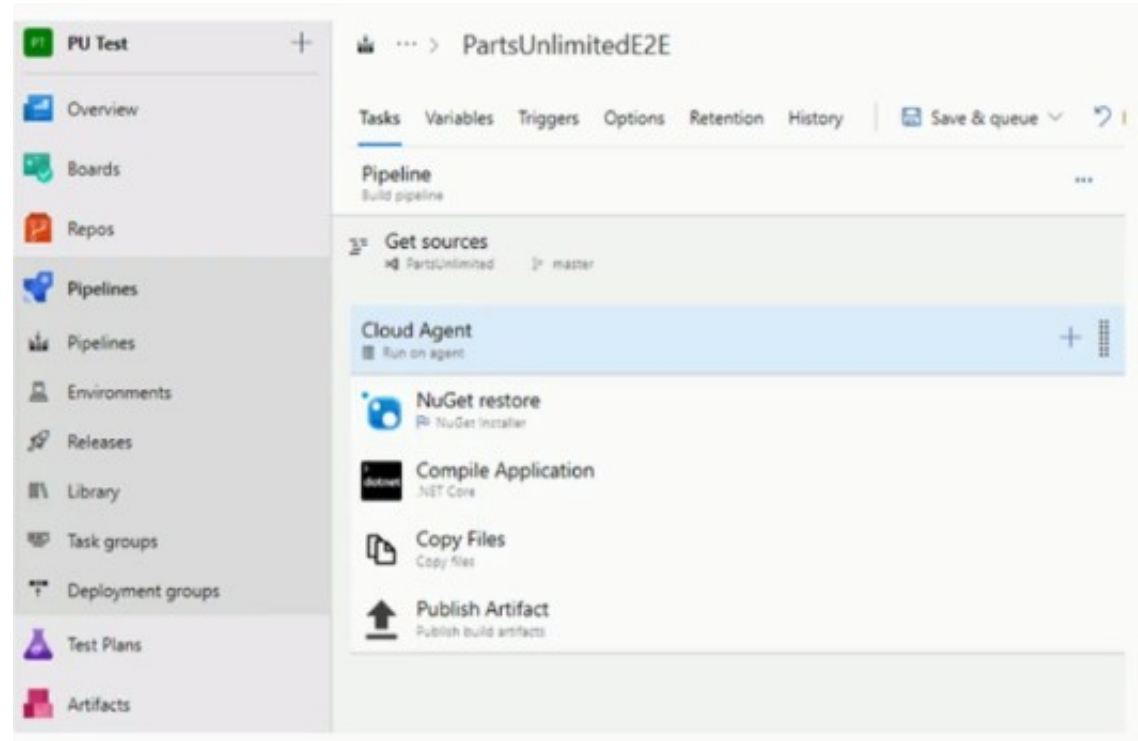 PT PU Test +
Overview
Boards
Repos
Pipelines
Pipelines
Environments
Releases
Library
Task groups
Deployment groups
Test Plans
Artifacts
... > PartsUnlimitedE2E
Tasks Variables Triggers Options Retention History Save & queue
Pipeline
Build pipeline
...
Get sources
PartsUnlimited master
Cloud Agent
Run on agent
+
NuGet restore
NuGet Installer
Compile Application
dotnet
.NET Core
Copy Files
Copy files
Publish Artifact
Publish build artifacts